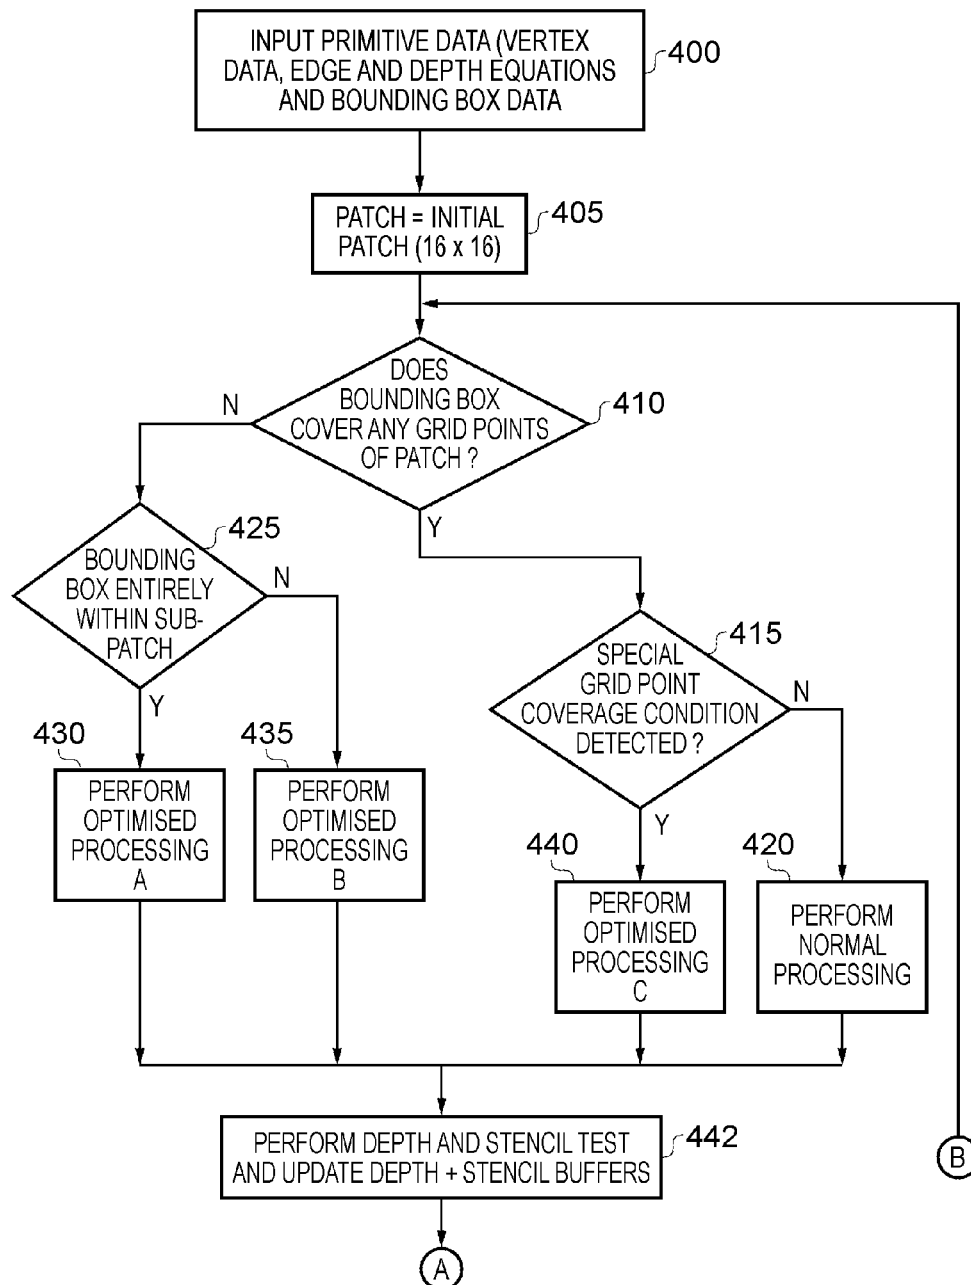 INPUT PRIMITIVE DATA (VERTEX
DATA, EDGE AND DEPTH EQUATIONS
AND BOUNDING BOX DATA
400
PATCH = INITIAL
PATCH (16 x 16)
405
DOES
BOUNDING BOX
COVER ANY GRID POINTS
OF PATCH ?
410
N
Y
425
BOUNDING
BOX ENTIRELY
WITHIN SUB-
PATCH
N
Y
415
SPECIAL
GRID POINT
COVERAGE CONDITION
DETECTED ?
N
Y
430
PERFORM
OPTIMISED
PROCESSING
A
435
PERFORM
OPTIMISED
PROCESSING
B
440
PERFORM
OPTIMISED
PROCESSING
C
420
PERFORM
NORMAL
PROCESSING
PERFORM DEPTH AND STENCIL TEST
AND UPDATE DEPTH + STENCIL BUFFERS
442
B
A